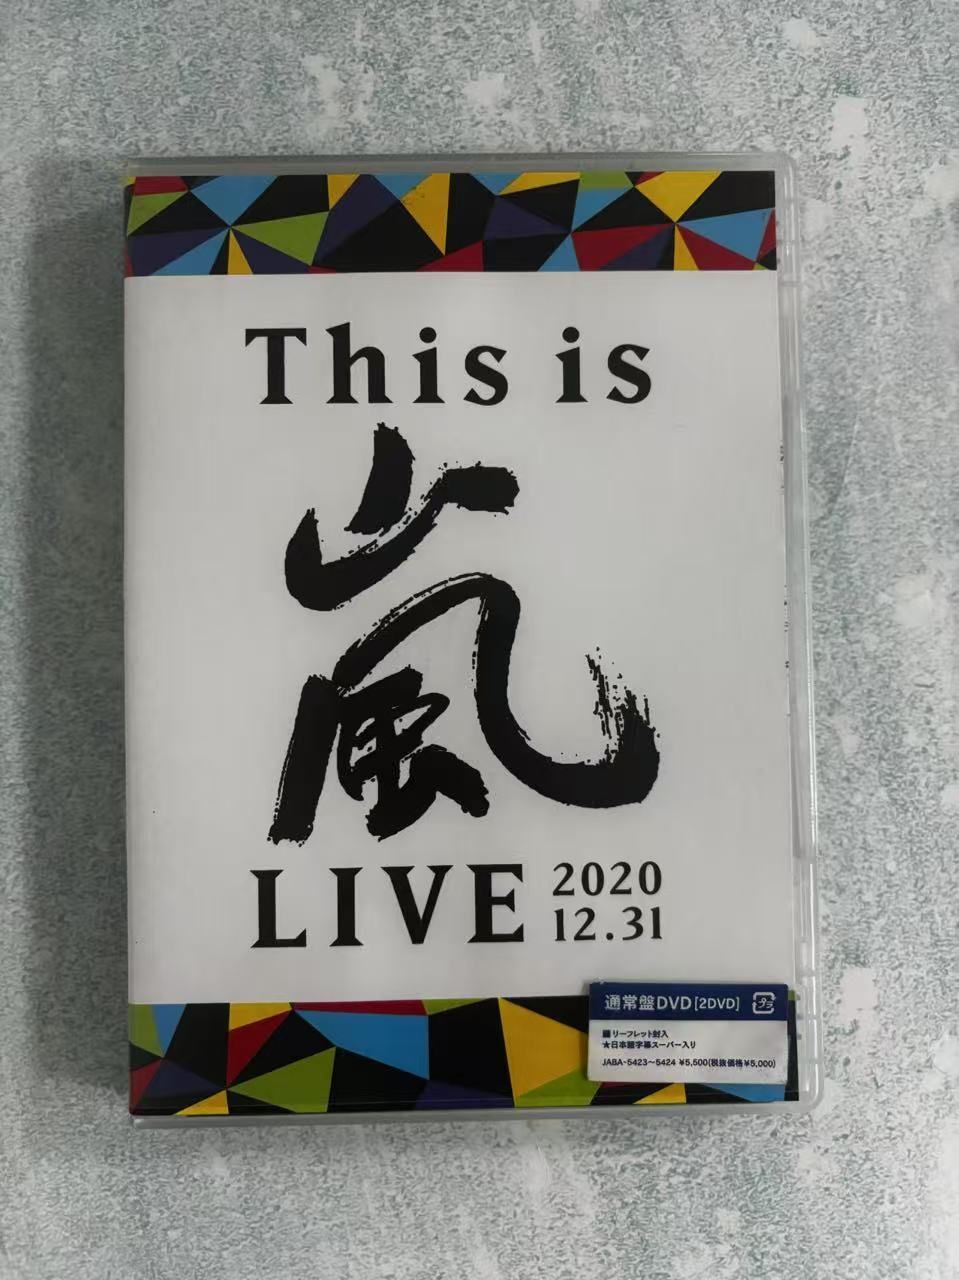 This is
嵐
LIVE 2020
12.31
通常盤DVD[2DVD]
プラ
■リーフレット封入
★日本語字幕スーパー入り
JABA-5423〜5424 ¥5,500(税抜価格¥5,000)